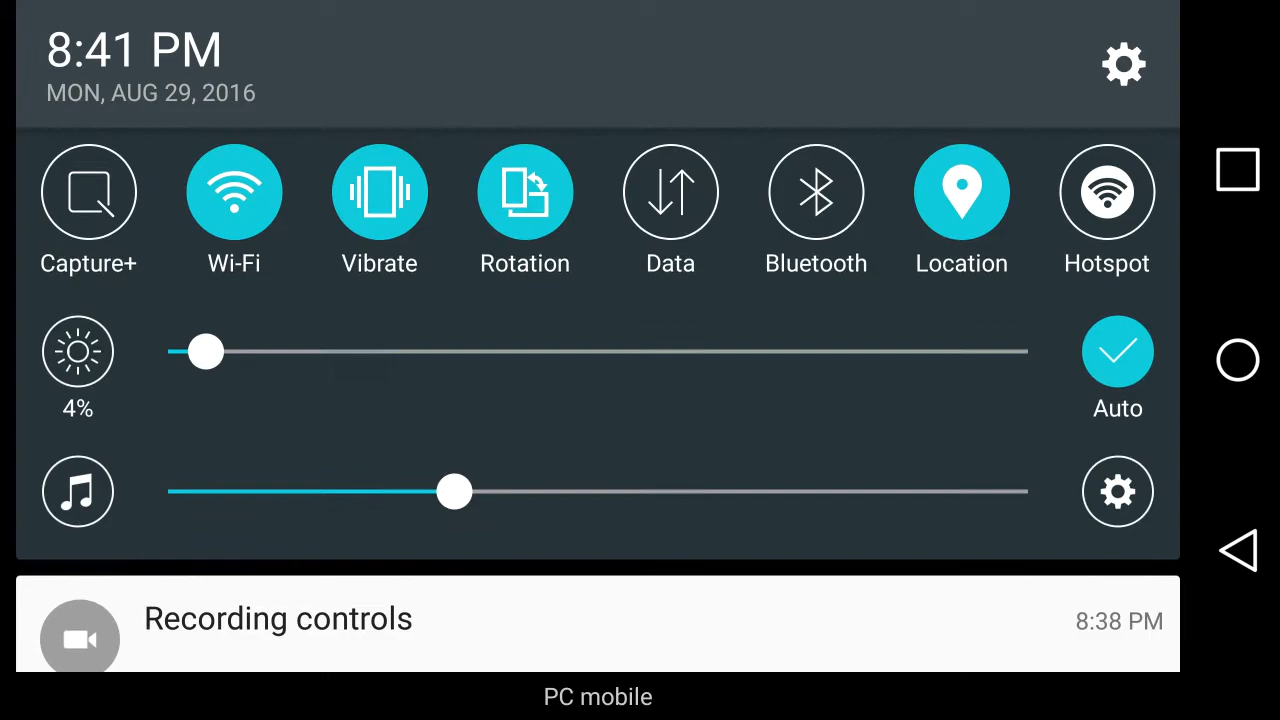 8:41 PM
MON, AUG 29, 2016
Capture+ Wi-Fi Vibrate Rotation Data Bluetooth Location Hotspot
4% Auto
Recording controls 8:38 PM
PC mobile